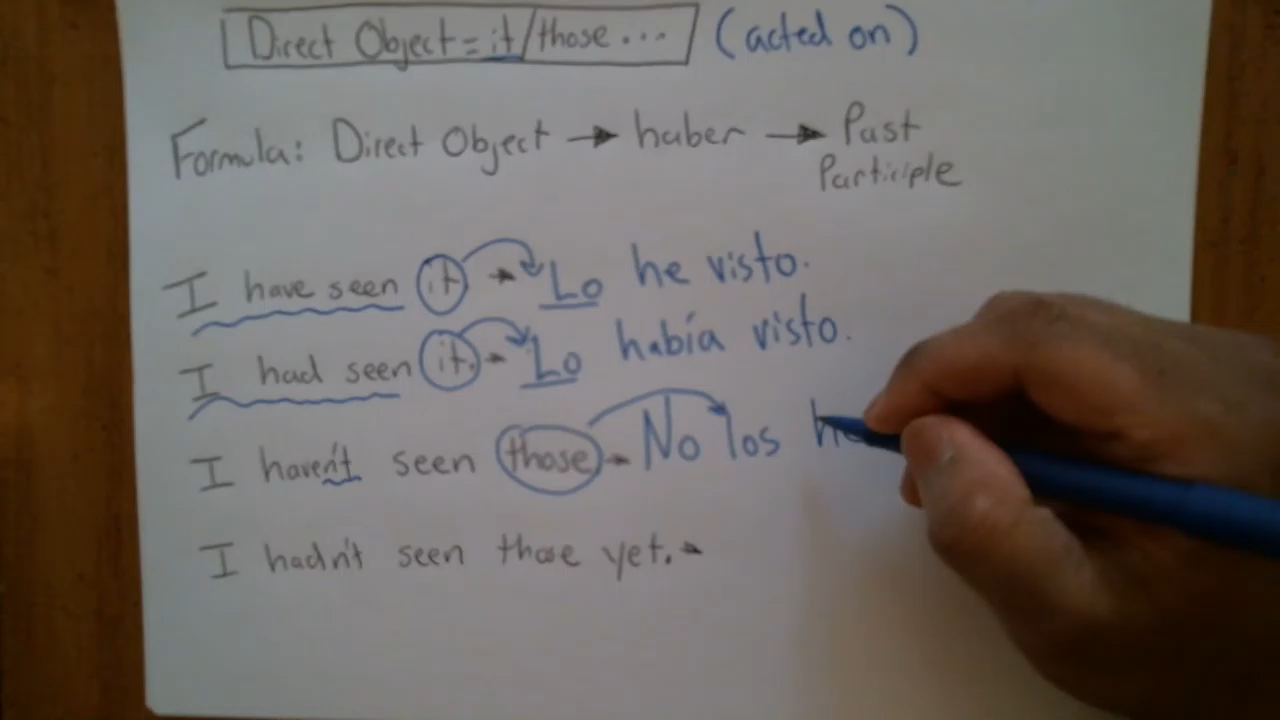 Direct Object = it/those... (acted on)
Formula: Direct Object → haber → Past
Participle
I have seen it → Lo he visto.
I had seen it. → Lo había visto.
I haven't seen those → No los he
I hadn't seen those yet. →